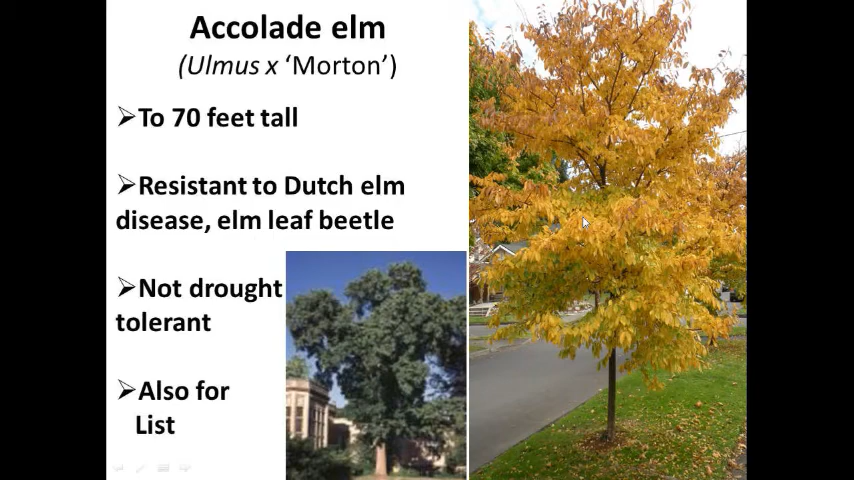 Accolade elm
(Ulmus x ‘Morton’)
➢To 70 feet tall
➢Resistant to Dutch elm
disease, elm leaf beetle
➢Not drought
tolerant
➢Also for
List